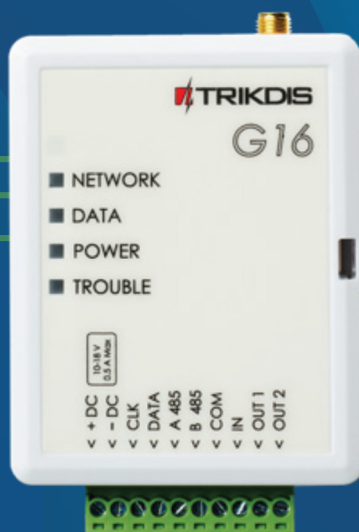 TRIKDIS
G16
NETWORK
DATA
POWER
TROUBLE
10-18 V
0.5 A Max
< + DC
< - DC
< CLK
< DATA
< A 485
< B 485
< COM
< IN
< OUT 1
< OUT 2